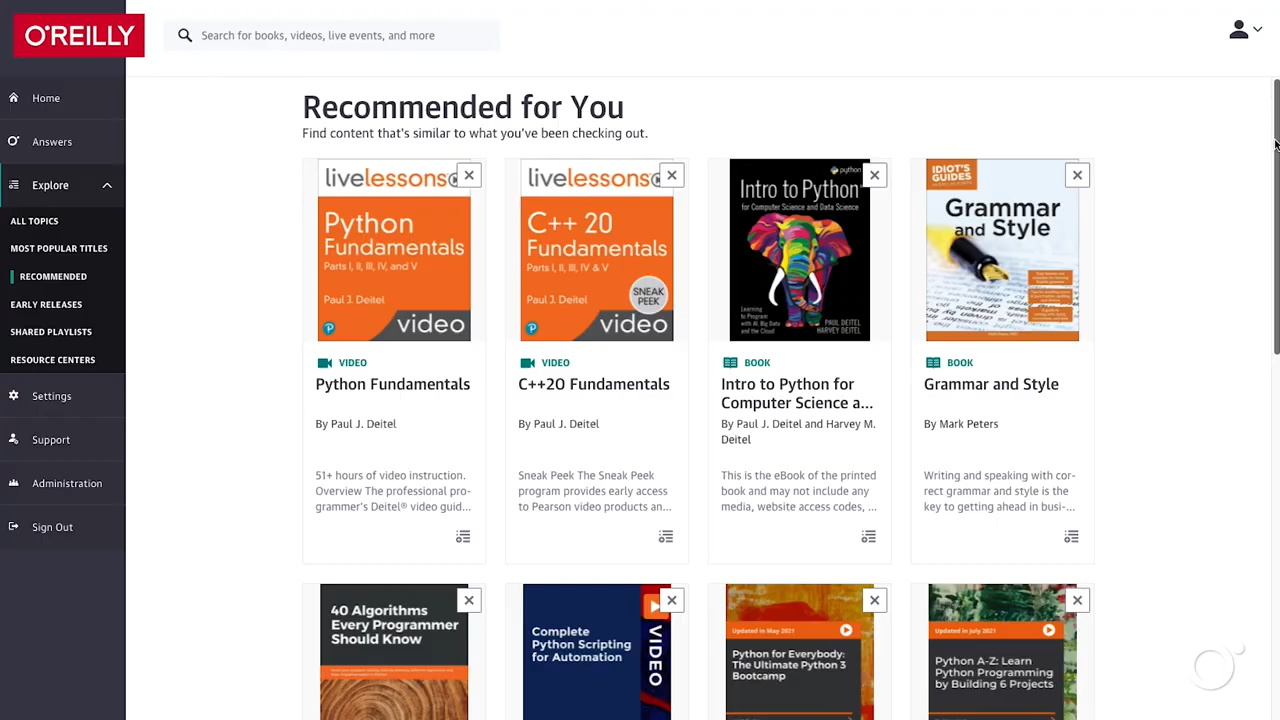 O'REILLY
Search for books, videos, live events, and more
Home
Answers
Explore
ALL TOPICS
MOST POPULAR TITLES
RECOMMENDED
EARLY RELEASES
SHARED PLAYLISTS
RESOURCE CENTERS
Settings
Support
Administration
Sign Out
Recommended for You
Find content that's similar to what you've been checking out.
livelessons
Python
Fundamentals
Parts I, II, III, IV, and V
Paul J. Deitel
video
VIDEO
Python Fundamentals
By Paul J. Deitel
51+ hours of video instruction.
Overview The professional pro-
grammer's Deitel® video guid...
livelessons
C++ 20
Fundamentals
Parts I, II, III, IV & V
Paul J. Deitel
SNEAK
PEEK
video
VIDEO
C++20 Fundamentals
By Paul J. Deitel
Sneak Peek The Sneak Peek
program provides early access
to Pearson video products an...
python
Intro to Python
for Computer Science and Data Science
Learning
to Program
with AI, Big Data
and the Cloud
PAUL DEITEL
HARVEY DEITEL
BOOK
Intro to Python for
Computer Science a...
By Paul J. Deitel and Harvey M.
Deitel
This is the eBook of the printed
book and may not include any
media, website access codes, ...
IDIOT'S
GUIDES
Grammar
and Style
BOOK
Grammar and Style
By Mark Peters
Writing and speaking with cor-
rect grammar and style is the
key to getting ahead in busi-...
40 Algorithms
Every Programmer
Should Know
Complete
Python Scripting
for Automation
VIDEO
Updated in May 2021
Python for Everybody:
The Ultimate Python 3
Bootcamp
Updated in July 2021
Python A-Z: Learn
Python Programming
by Building 6 Projects